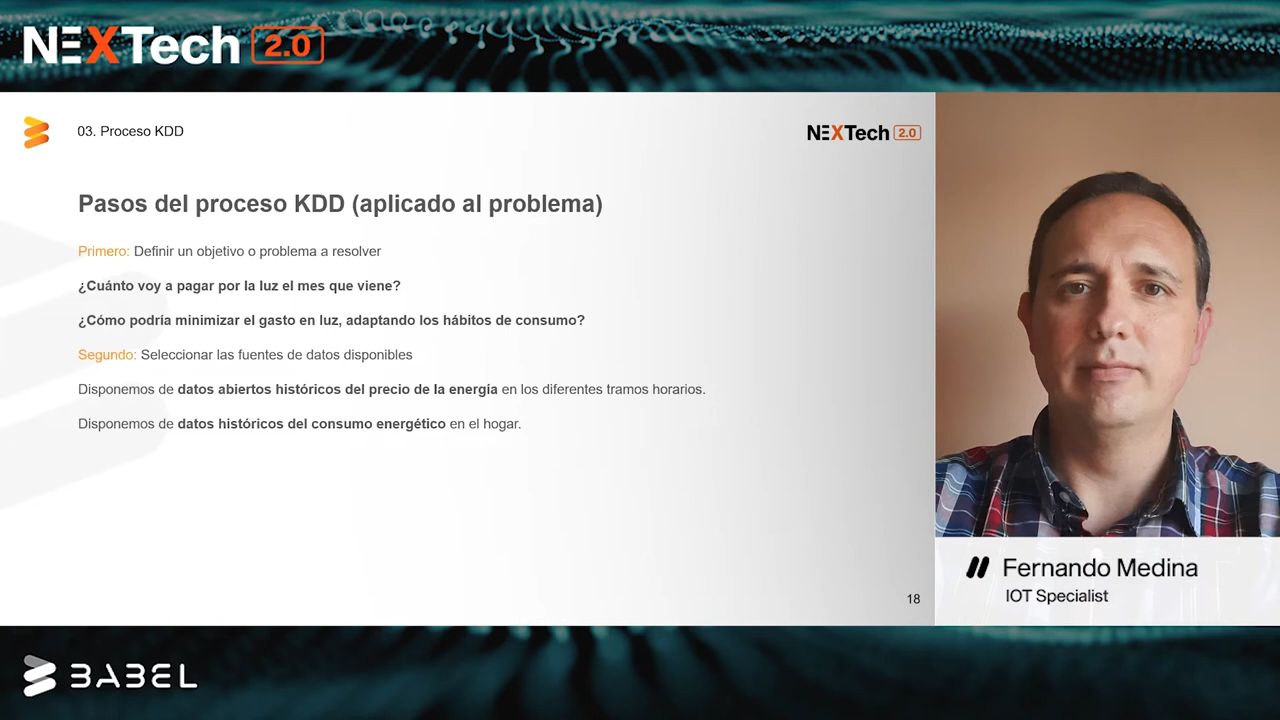 NEXTech 2.0
03. Proceso KDD
NEXTech 2.0
Pasos del proceso KDD (aplicado al problema)
Primero: Definir un objetivo o problema a resolver
¿Cuánto voy a pagar por la luz el mes que viene?
¿Cómo podría minimizar el gasto en luz, adaptando los hábitos de consumo?
Segundo: Seleccionar las fuentes de datos disponibles
Disponemos de datos abiertos históricos del precio de la energía en los diferentes tramos horarios.
Disponemos de datos históricos del consumo energético en el hogar.
18
Fernando Medina
IOT Specialist
BABEL